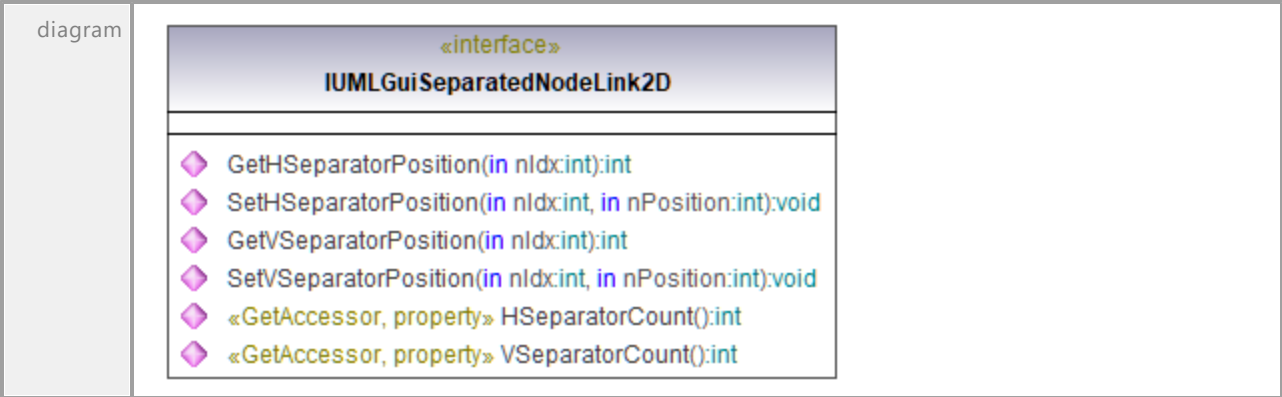 diagram
«interface»
IUMLGuiSeparatedNodeLink2D
GetHSeparatorPosition(in nIdx:int):int
SetHSeparatorPosition(in nIdx:int, in nPosition:int):void
GetVSeparatorPosition(in nIdx:int):int
SetVSeparatorPosition(in nIdx:int, in nPosition:int):void
«GetAccessor, property» HSeparatorCount():int
«GetAccessor, property» VSeparatorCount():int